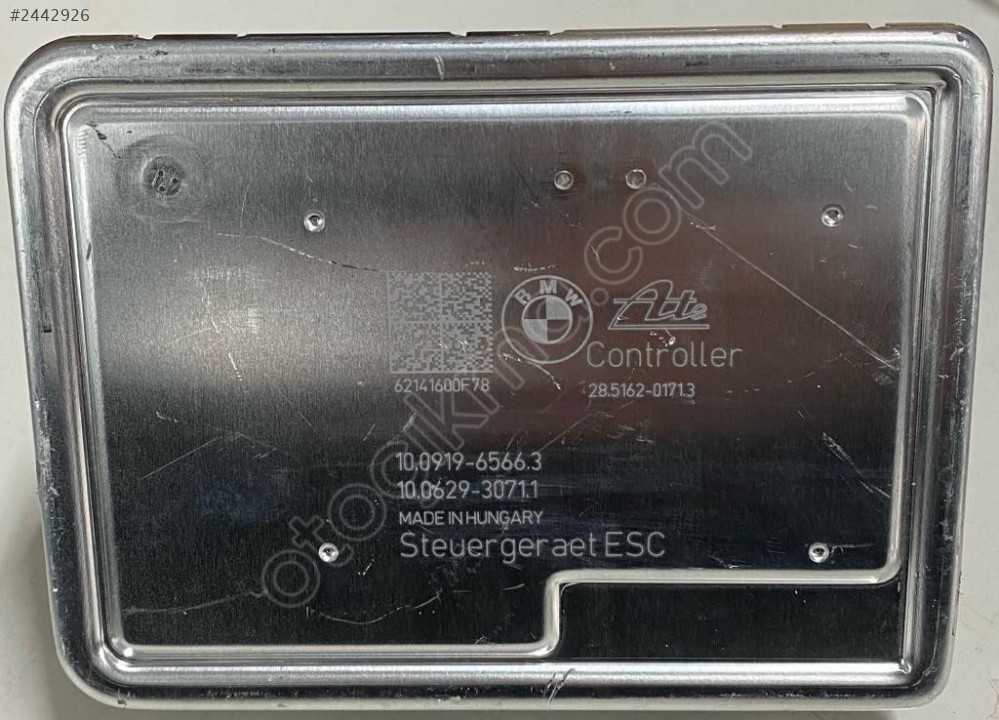 #2442926
BMW
Ate
Controller
62141600F78
28.5162-0171.3
10.0919-6566.3
10.0629-3071.1
MADE IN HUNGARY
Steuergeraet ESC
otocikma.com